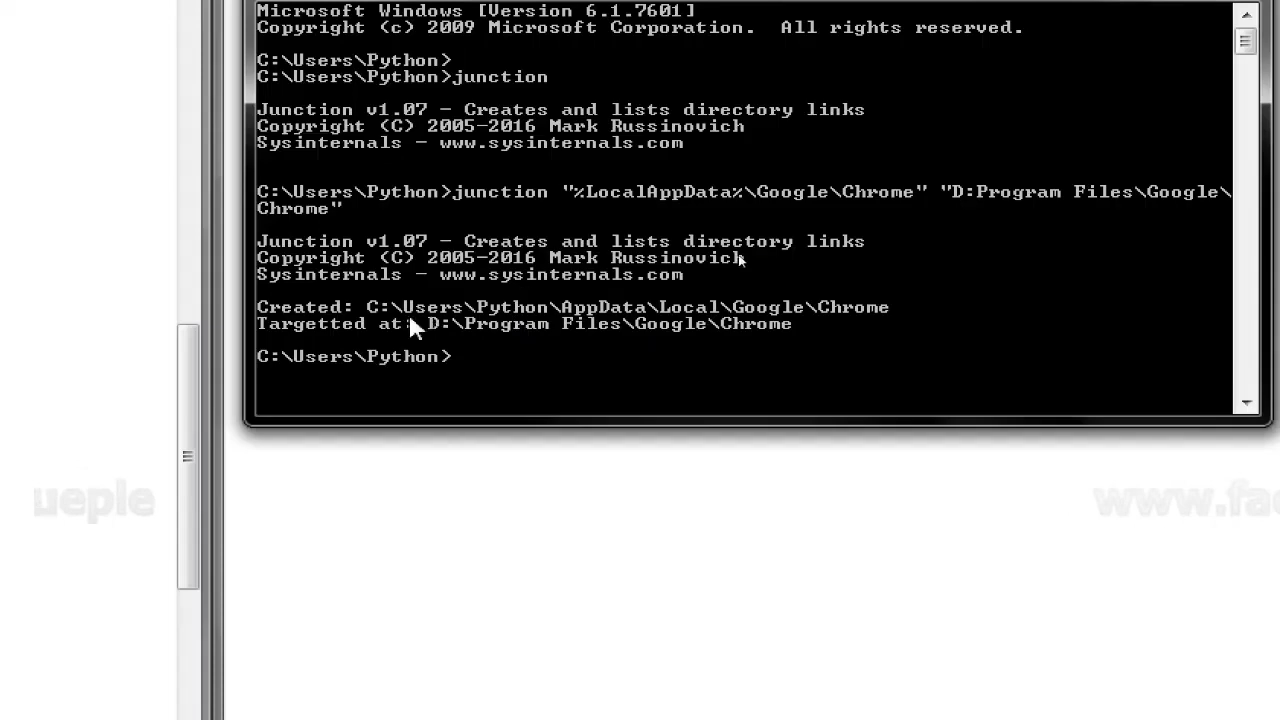 Microsoft Windows [Version 6.1.7601]
Copyright (c) 2009 Microsoft Corporation.  All rights reserved.
C:\Users\Python>
C:\Users\Python>junction
Junction v1.07 - Creates and lists directory links
Copyright (C) 2005-2016 Mark Russinovich
Sysinternals - www.sysinternals.com
C:\Users\Python>junction "%LocalAppData%\Google\Chrome" "D:Program Files\Google\
Chrome"
Junction v1.07 - Creates and lists directory links
Copyright (C) 2005-2016 Mark Russinovich
Sysinternals - www.sysinternals.com
Created: C:\Users\Python\AppData\Local\Google\Chrome
Targetted at: D:\Program Files\Google\Chrome
C:\Users\Python>
ueple
www.fac